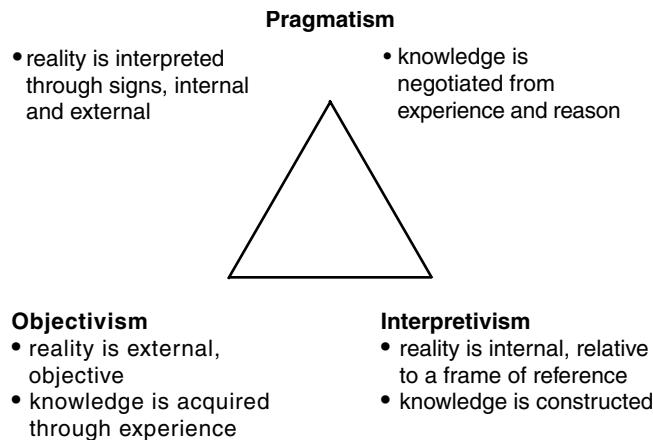 Pragmatism
• reality is interpreted
through signs, internal
and external
• knowledge is
negotiated from
experience and reason
Objectivism
• reality is external,
objective
• knowledge is acquired
through experience
Interpretivism
• reality is internal, relative
to a frame of reference
• knowledge is constructed